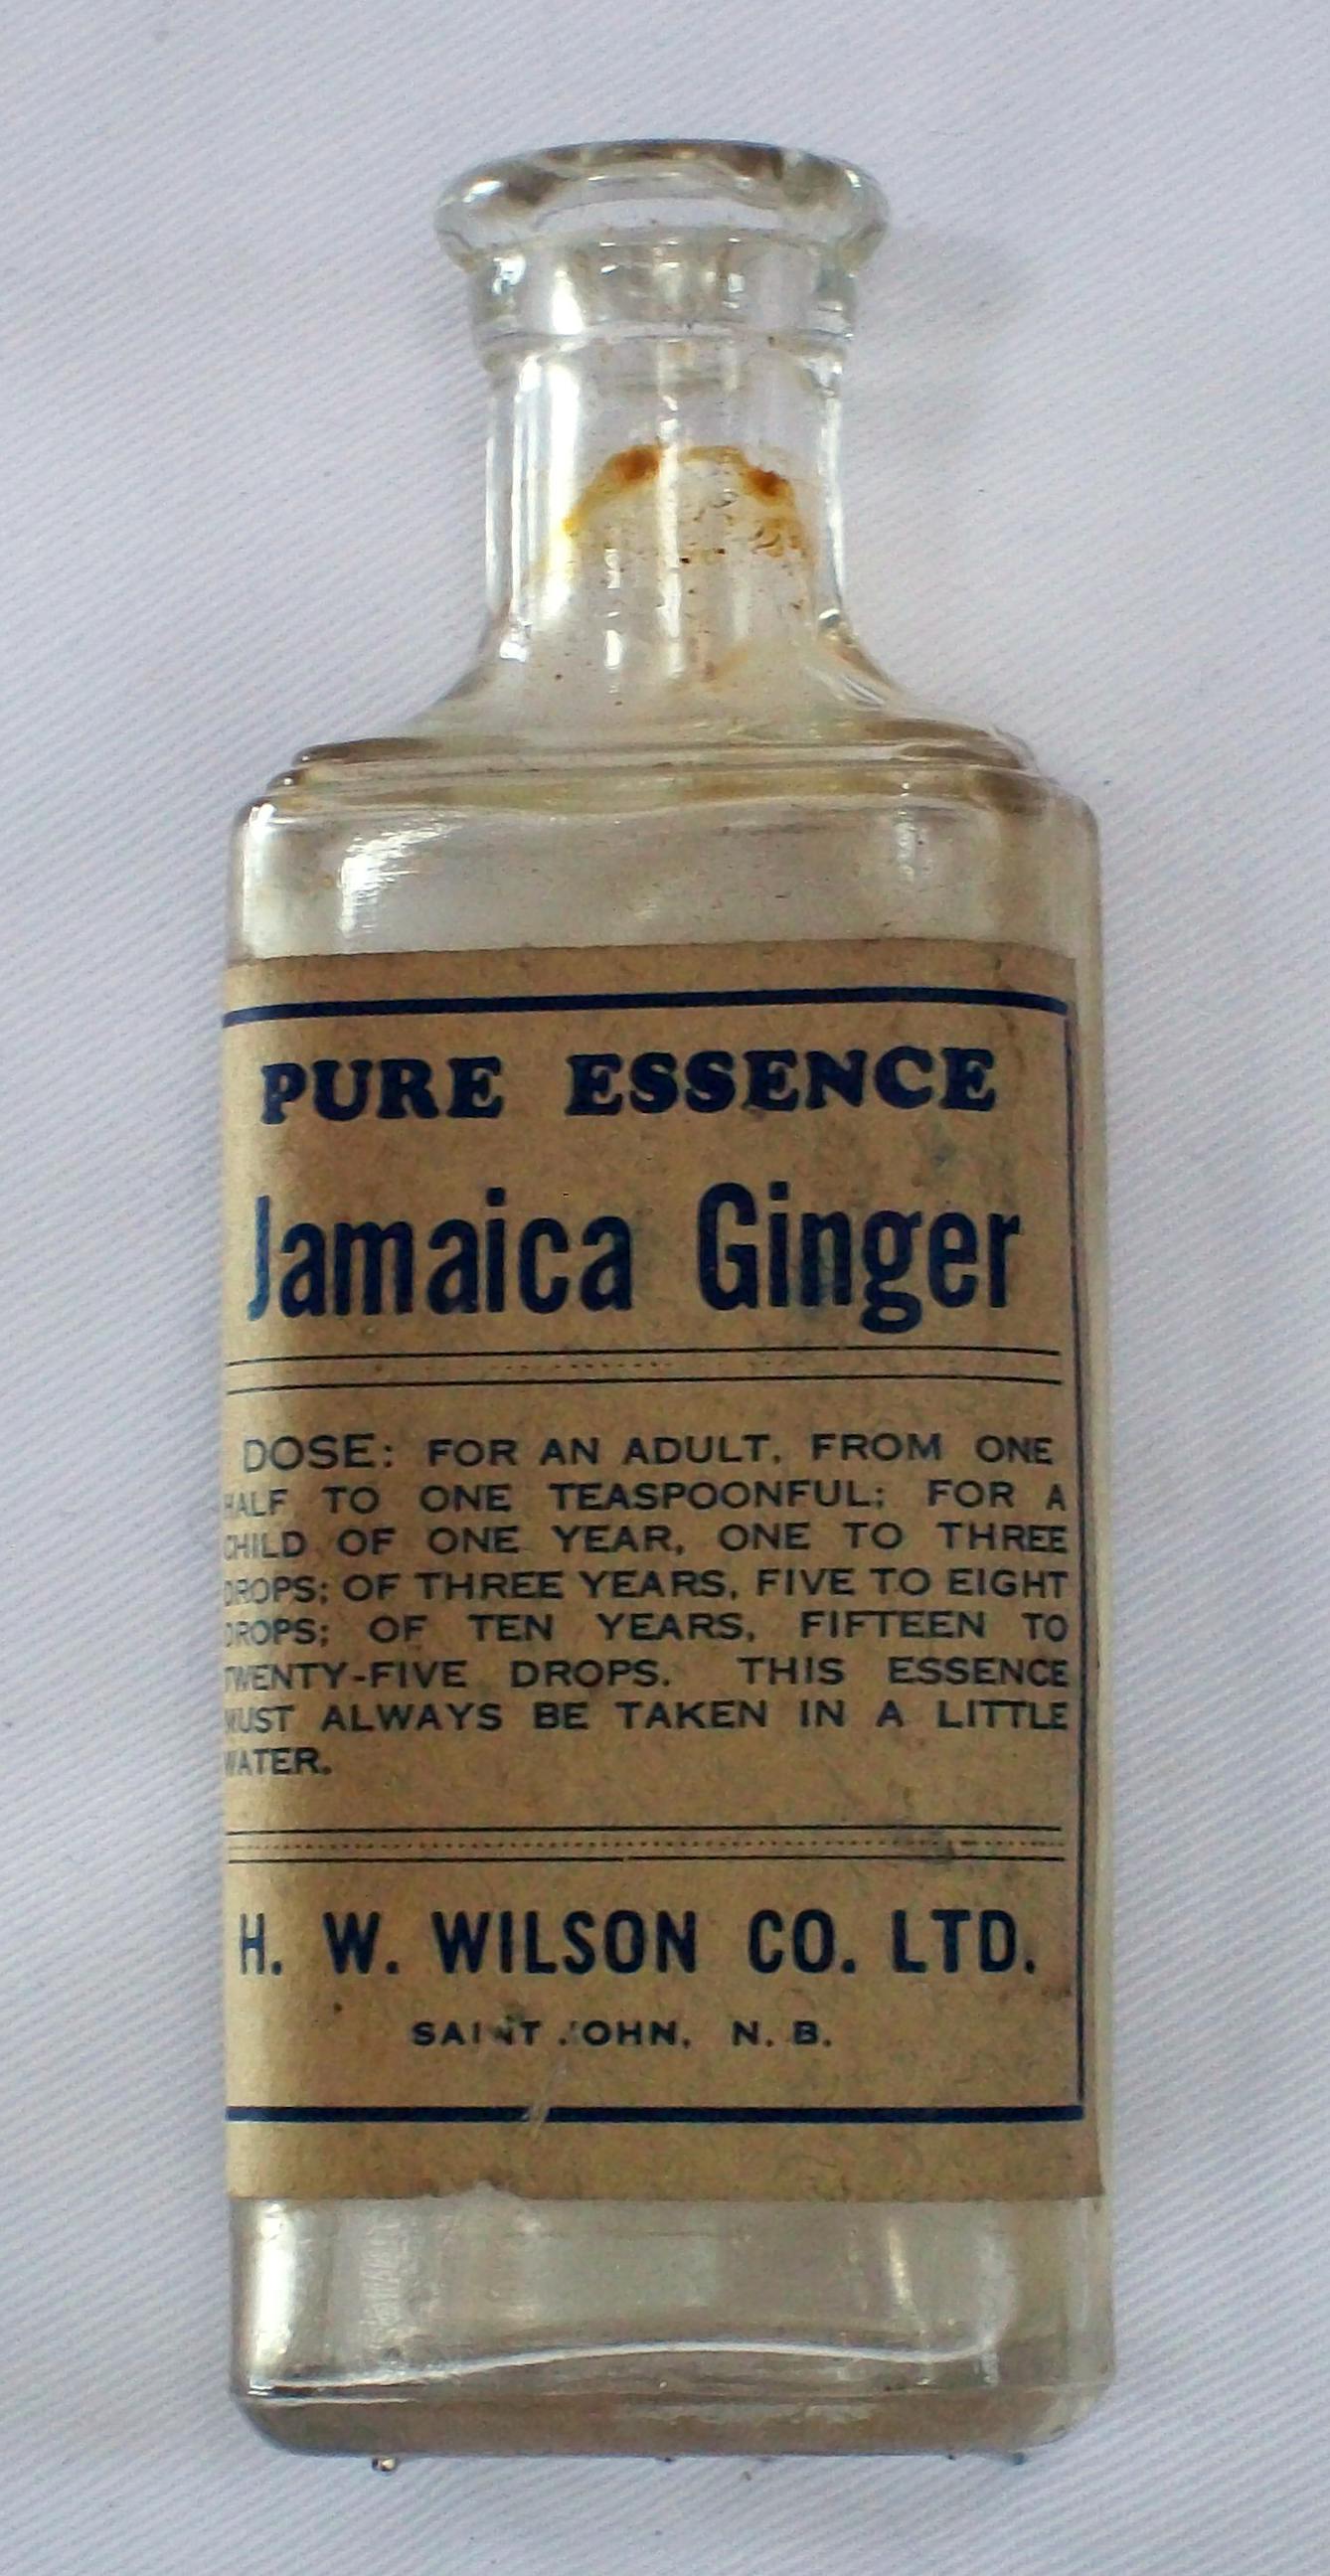 PURE ESSENCE
Jamaica Ginger
DOSE: FOR AN ADULT, FROM ONE
HALF TO ONE TEASPOONFUL; FOR A
CHILD OF ONE YEAR, ONE TO THREE
DROPS; OF THREE YEARS, FIVE TO EIGHT
DROPS; OF TEN YEARS, FIFTEEN TO
TWENTY-FIVE DROPS. THIS ESSENCE
MUST ALWAYS BE TAKEN IN A LITTLE
WATER.
H. W. WILSON CO. LTD.
SAINT JOHN, N. B.